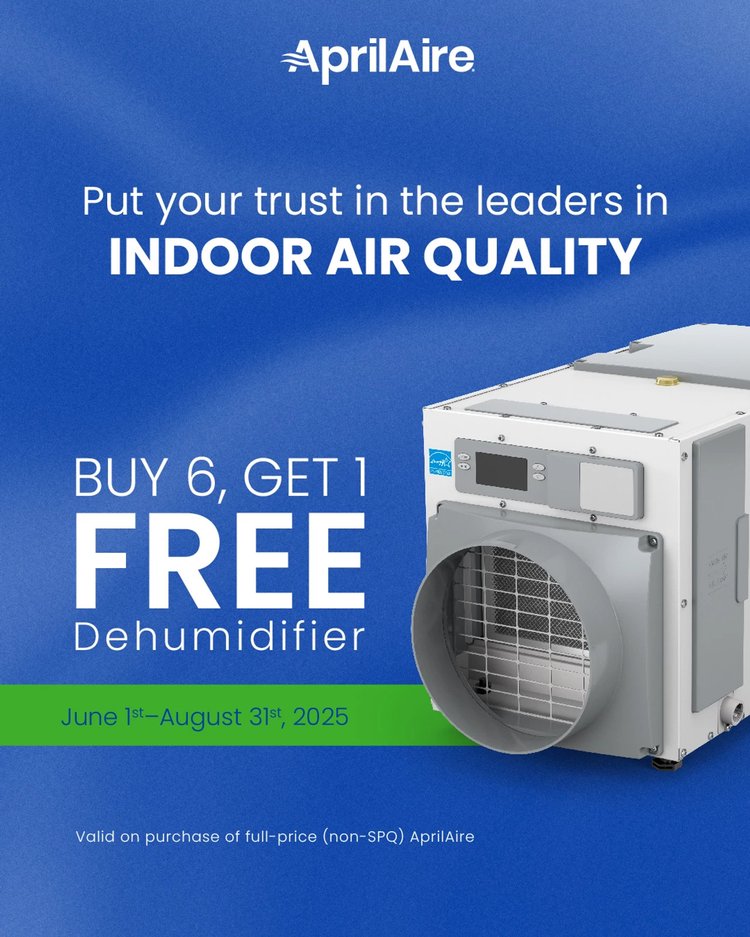 AprilAire
Put your trust in the leaders in
INDOOR AIR QUALITY
BUY 6, GET 1
FREE
Dehumidifier
June 1st–August 31st, 2025
Valid on purchase of full-price (non-SPQ) AprilAire